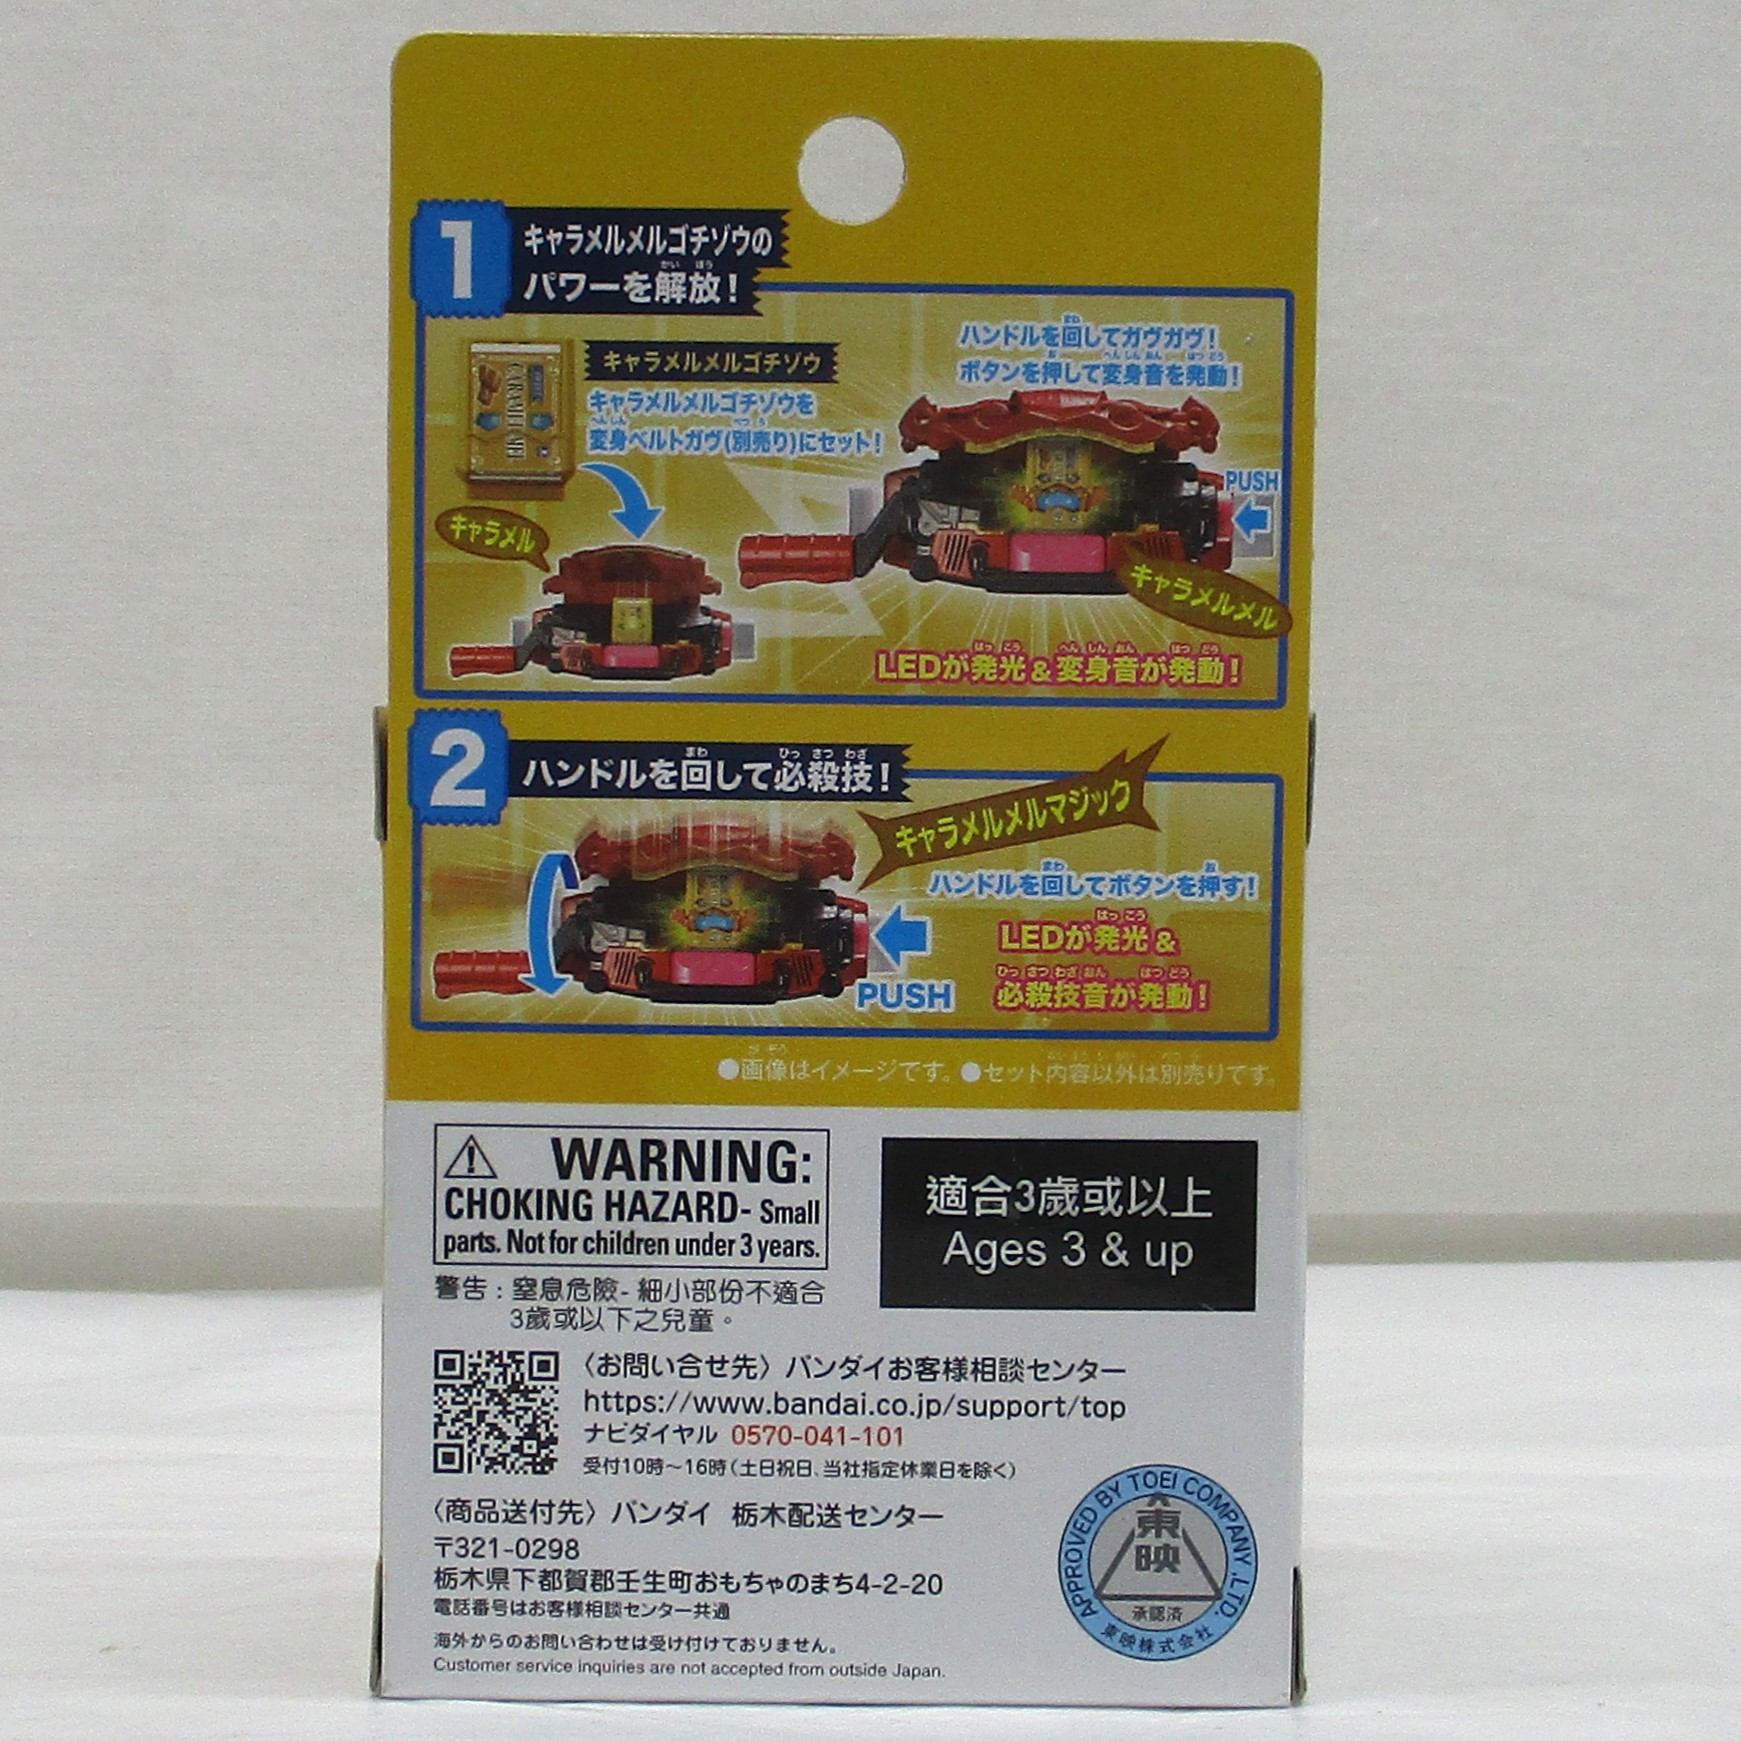 1
キャラメルメルゴチゾウの
パワーを解放!
キャラメルメルゴチゾウ
キャラメルメルゴチゾウを
変身ベルトガヴ(別売り)にセット!
キャラメル
ハンドルを回してガヴガヴ!
ボタンを押して変身音を発動!
PUSH
キャラメルメル
LEDが発光&変身音が発動!
2
ハンドルを回して必殺技!
キャラメルメルマジック
ハンドルを回してボタンを押す!
PUSH
LEDが発光&
必殺技音が発動!
●画像はイメージです。●セット内容以外は別売りです。
WARNING:
CHOKING HAZARD- Small
parts. Not for children under 3 years.
警告:窒息危險-細小部份不適合
3歲或以下之兒童。
適合3歲或以上
Ages 3 & up
〈お問い合せ先〉バンダイお客様相談センター
https://www.bandai.co.jp/support/top
ナビダイヤル 0570-041-101
受付10時〜16時(土日祝日、当社指定休業日を除く)
〈商品送付先〉バンダイ 栃木配送センター
〒321-0298
栃木県下都賀郡壬生町おもちゃのまち4-2-20
電話番号はお客様相談センター共通
海外からのお問い合わせは受け付けておりません。
Customer service inquiries are not accepted from outside Japan.
APPROVED BY TOEI COMPANY, LTD.
東映
承認済
東映株式会社